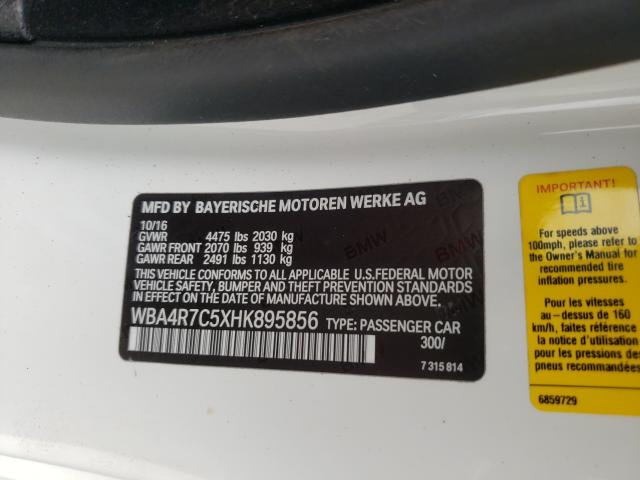 MFD BY BAYERISCHE MOTOREN WERKE AG
10/16
GVWR 4475 lbs 2030 kg
GAWR FRONT 2070 lbs 939 kg
GAWR REAR 2491 lbs 1130 kg
THIS VEHICLE CONFORMS TO ALL APPLICABLE U.S.FEDERAL MOTOR
VEHICLE SAFETY, BUMPER AND THEFT PREVENTION STANDARDS
IN EFFECT ON THE DATE OF MANUFACTURE SHOWN ABOVE.
WBA4R7C5XHK895856 TYPE: PASSENGER CAR
300/
7 315 814
IMPORTANT!
For speeds above
100mph, please refer to
the Owner's Manual for
recommended tire
inflation pressures.
Pour les vitesses
au-dessus de 160
km/h, faites référence à
la notice d'utilisation
pour les pressions des
pneus recommandées
6859729